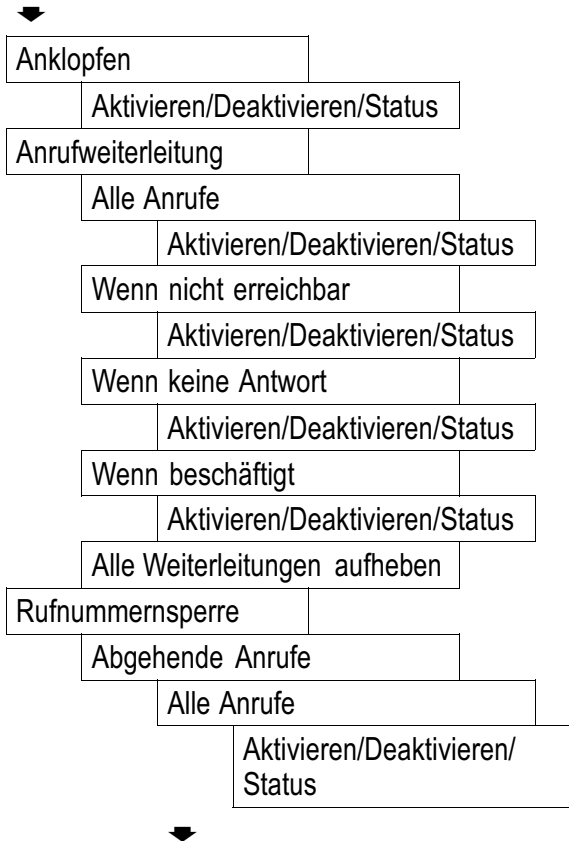 Anklopfen
Aktivieren/Deaktivieren/Status
Anrufweiterleitung
Alle Anrufe
Aktivieren/Deaktivieren/Status
Wenn nicht erreichbar
Aktivieren/Deaktivieren/Status
Wenn keine Antwort
Aktivieren/Deaktivieren/Status
Wenn beschäftigt
Aktivieren/Deaktivieren/Status
Alle Weiterleitungen aufheben
Rufnummernsperre
Abgehende Anrufe
Alle Anrufe
Aktivieren/Deaktivieren/
Status